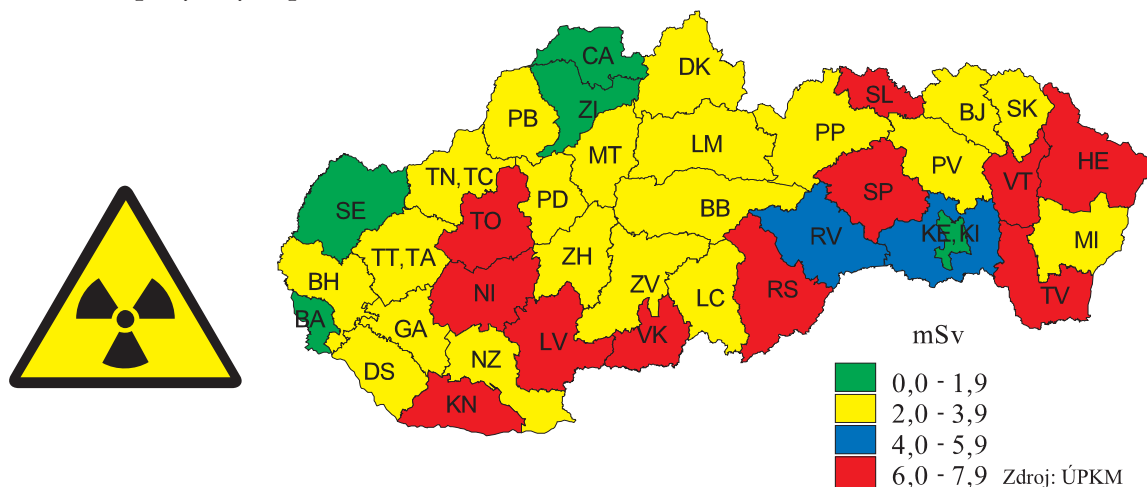 CA
DK
PB
ZI
SL
BJ
SK
PP
MT
LM
HE
PV
VT
TN,TC
PD
SP
SE
BB
TO
RV
KE,KI
MI
TT,TA
ZH
BH
NI
ZV
LC
RS
TV
BA
GA
LV
VK
DS
NZ
KN
mSv
0,0 - 1,9
2,0 - 3,9
4,0 - 5,9
6,0 - 7,9
Zdroj: ÚPKM